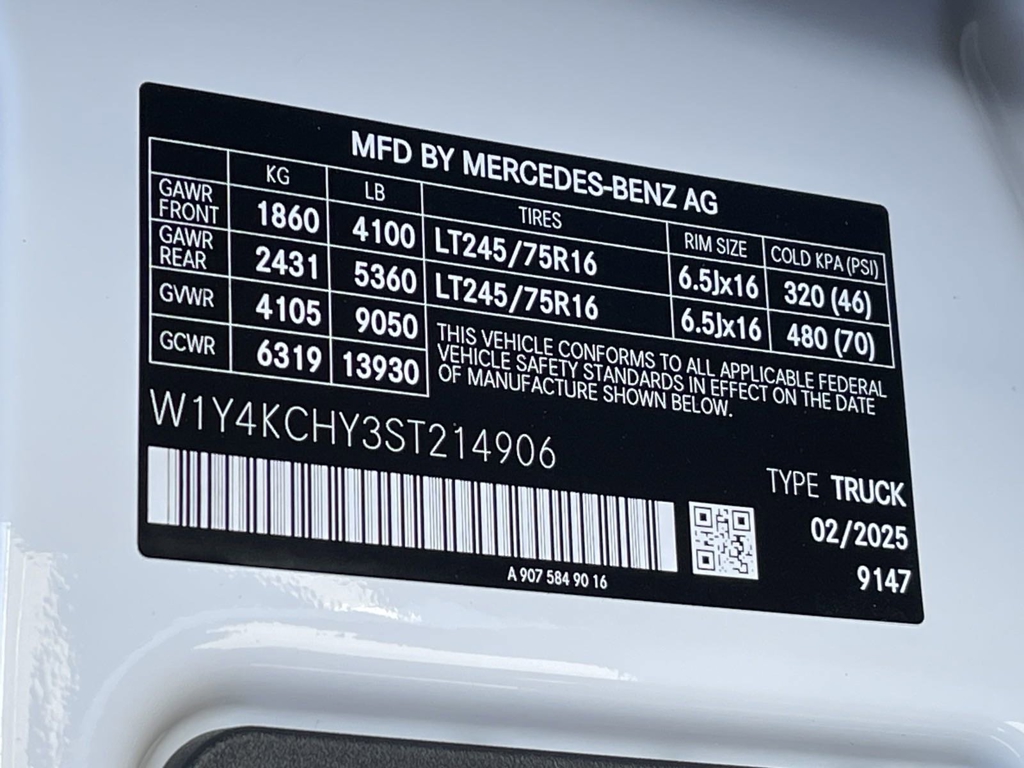 MFD BY MERCEDES-BENZ AG
KG LB TIRES RIM SIZE COLD KPA (PSI)
GAWR FRONT 1860 4100 LT245/75R16 6.5Jx16 320 (46)
GAWR REAR 2431 5360 LT245/75R16 6.5Jx16 480 (70)
GVWR 4105 9050
GCWR 6319 13930
THIS VEHICLE CONFORMS TO ALL APPLICABLE FEDERAL
VEHICLE SAFETY STANDARDS IN EFFECT ON THE DATE
OF MANUFACTURE SHOWN BELOW.
W1Y4KCHY3ST214906
TYPE TRUCK
02/2025
9147
A 907 584 90 16